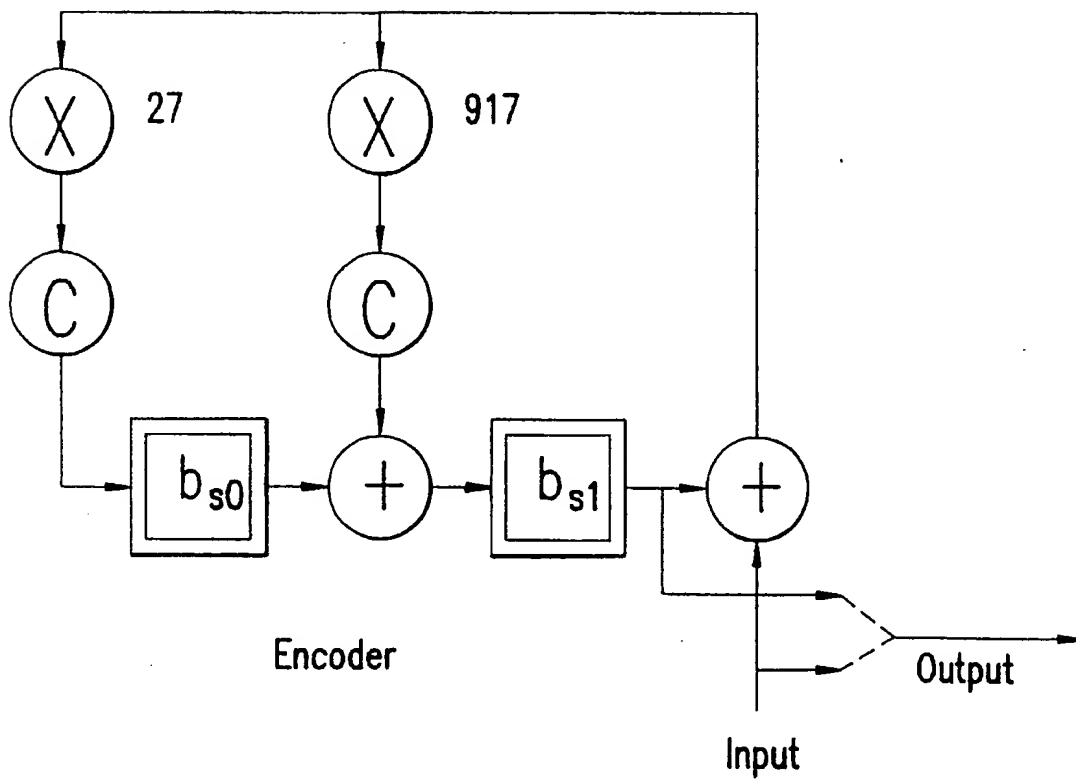 X 27 X 917
C C
b_s0 + b_s1 +
Encoder
Output
Input